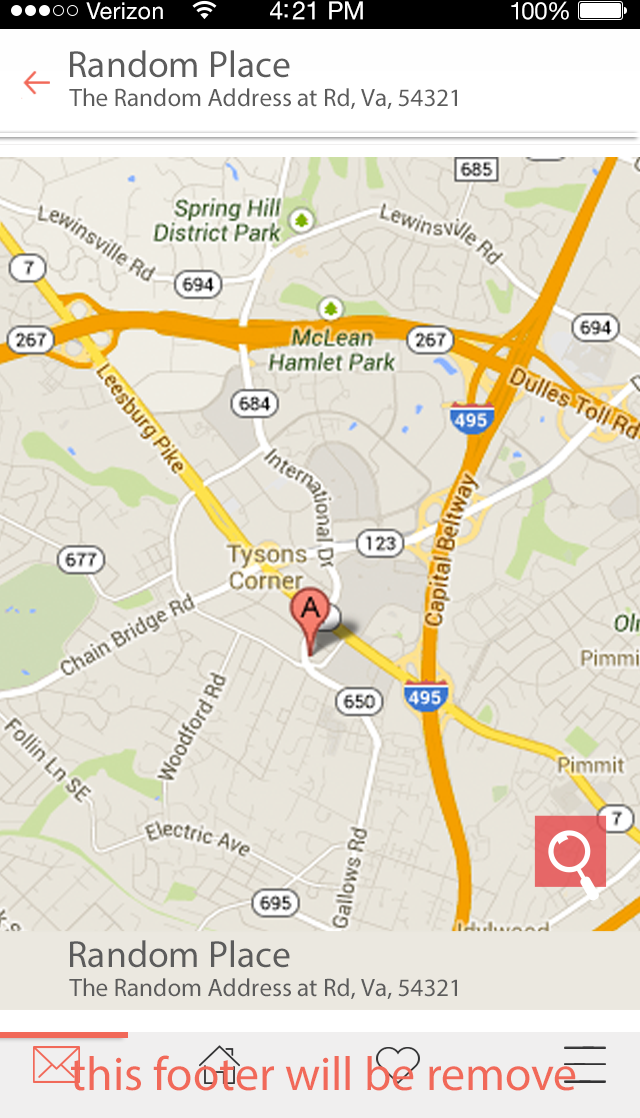 Verizon 4:21 PM 100%
Random Place
The Random Address at Rd, Va, 54321
685
Spring Hill
District Park
Lewinsville Rd
Lewinsville Rd
7
694
694
267
McLean
Hamlet Park
267
Dulles Toll Rd
684
495
Leesburg Pike
International Dr
123
Capital Beltway
677
Tysons
Corner
A
Chain Bridge Rd
Pimmi
495
650
Woodford Rd
Follin Ln SE
Pimmit
7
Electric Ave
Gallows Rd
695
Idylwood
Random Place
The Random Address at Rd, Va, 54321
this footer will be remove